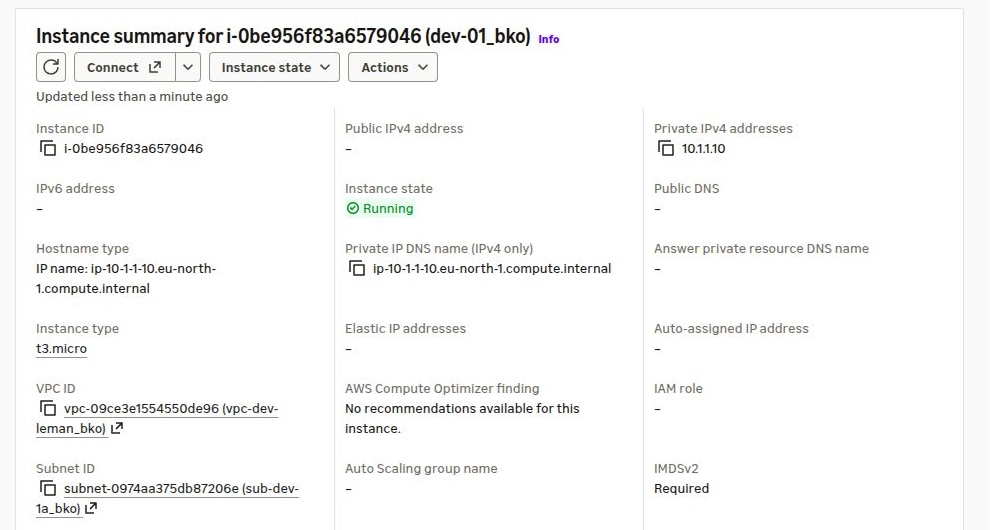 Instance summary for i-0be956f83a6579046 (dev-01_bko) Info
Connect
Instance state
Actions
Updated less than a minute ago
Instance ID
i-0be956f83a6579046
Public IPv4 address
–
Private IPv4 addresses
10.1.1.10
IPv6 address
–
Instance state
Running
Public DNS
–
Hostname type
IP name: ip-10-1-1-10.eu-north-
1.compute.internal
Private IP DNS name (IPv4 only)
ip-10-1-1-10.eu-north-1.compute.internal
Answer private resource DNS name
–
Instance type
t3.micro
Elastic IP addresses
–
Auto-assigned IP address
–
VPC ID
vpc-09ce3e1554550de96 (vpc-dev-
leman_bko)
AWS Compute Optimizer finding
No recommendations available for this
instance.
IAM role
–
Subnet ID
subnet-0974aa375db87206e (sub-dev-
1a_bko)
Auto Scaling group name
–
IMDSv2
Required